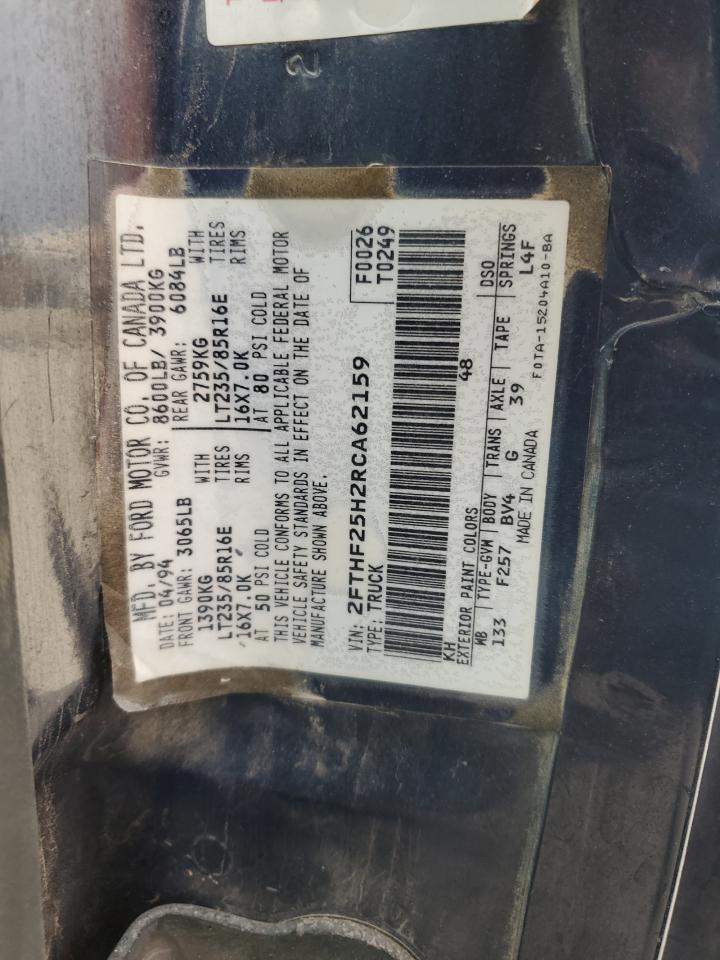 MFD. BY FORD MOTOR CO. OF CANADA LTD.
DATE: 04/94 GVWR: 8600LB/ 3900KG
FRONT GAWR: 3065LB REAR GAWR: 6084LB
1390KG WITH 2759KG WITH
LT235/85R16E TIRES LT235/85R16E TIRES
16X7.0K RIMS 16X7.0K RIMS
AT 50 PSI COLD AT 80 PSI COLD
THIS VEHICLE CONFORMS TO ALL APPLICABLE FEDERAL MOTOR
VEHICLE SAFETY STANDARDS IN EFFECT ON THE DATE OF
MANUFACTURE SHOWN ABOVE.
F0026
T0249
VIN: 2FTHF25H2RCA62159
TYPE: TRUCK
KH 48
EXTERIOR PAINT COLORS DSO
WB TYPE-GVM BODY TRANS AXLE TAPE SPRINGS
133 F257 BV4 G 39 L4F
MADE IN CANADA
F0TA-15204A10-BA
2